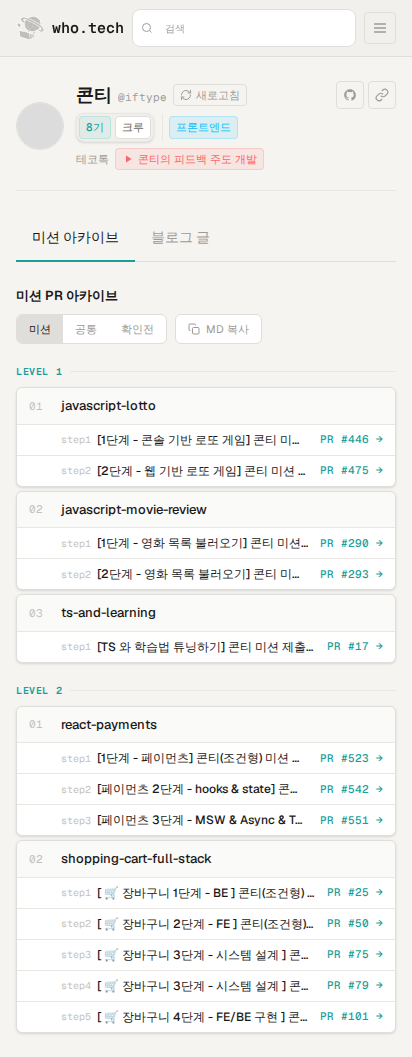 who.tech
검색
콘티 @iftype 새로고침
8기 크루 프론트엔드
테코톡 콘티의 피드백 주도 개발
미션 아카이브 블로그 글
미션 PR 아카이브
미션 공통 확인전 MD 복사
LEVEL 1
01 javascript-lotto
step1 [1단계 - 콘솔 기반 로또 게임] 콘티 미... PR #446 →
step2 [2단계 - 웹 기반 로또 게임] 콘티 미션 ... PR #475 →
02 javascript-movie-review
step1 [1단계 - 영화 목록 불러오기] 콘티 미션... PR #290 →
step2 [2단계 - 영화 목록 불러오기] 콘티 미... PR #293 →
03 ts-and-learning
step1 [TS 와 학습법 튜닝하기] 콘티 미션 제출... PR #17 →
LEVEL 2
01 react-payments
step1 [1단계 - 페이먼츠] 콘티(조건형) 미션 ... PR #523 →
step2 [페이먼츠 2단계 - hooks & state] 콘... PR #542 →
step3 [페이먼츠 3단계 - MSW & Async & T... PR #551 →
02 shopping-cart-full-stack
step1 [ 🛒 장바구니 1단계 - BE ] 콘티(조건형) ... PR #25 →
step2 [ 🛒 장바구니 2단계 - FE ] 콘티(조건형)... PR #50 →
step3 [ 🛒 장바구니 3단계 - 시스템 설계 ] 콘... PR #75 →
step4 [ 🛒 장바구니 3단계 - 시스템 설계 ] 콘... PR #79 →
step5 [ 🛒 장바구니 4단계 - FE/BE 구현 ] 콘... PR #101 →